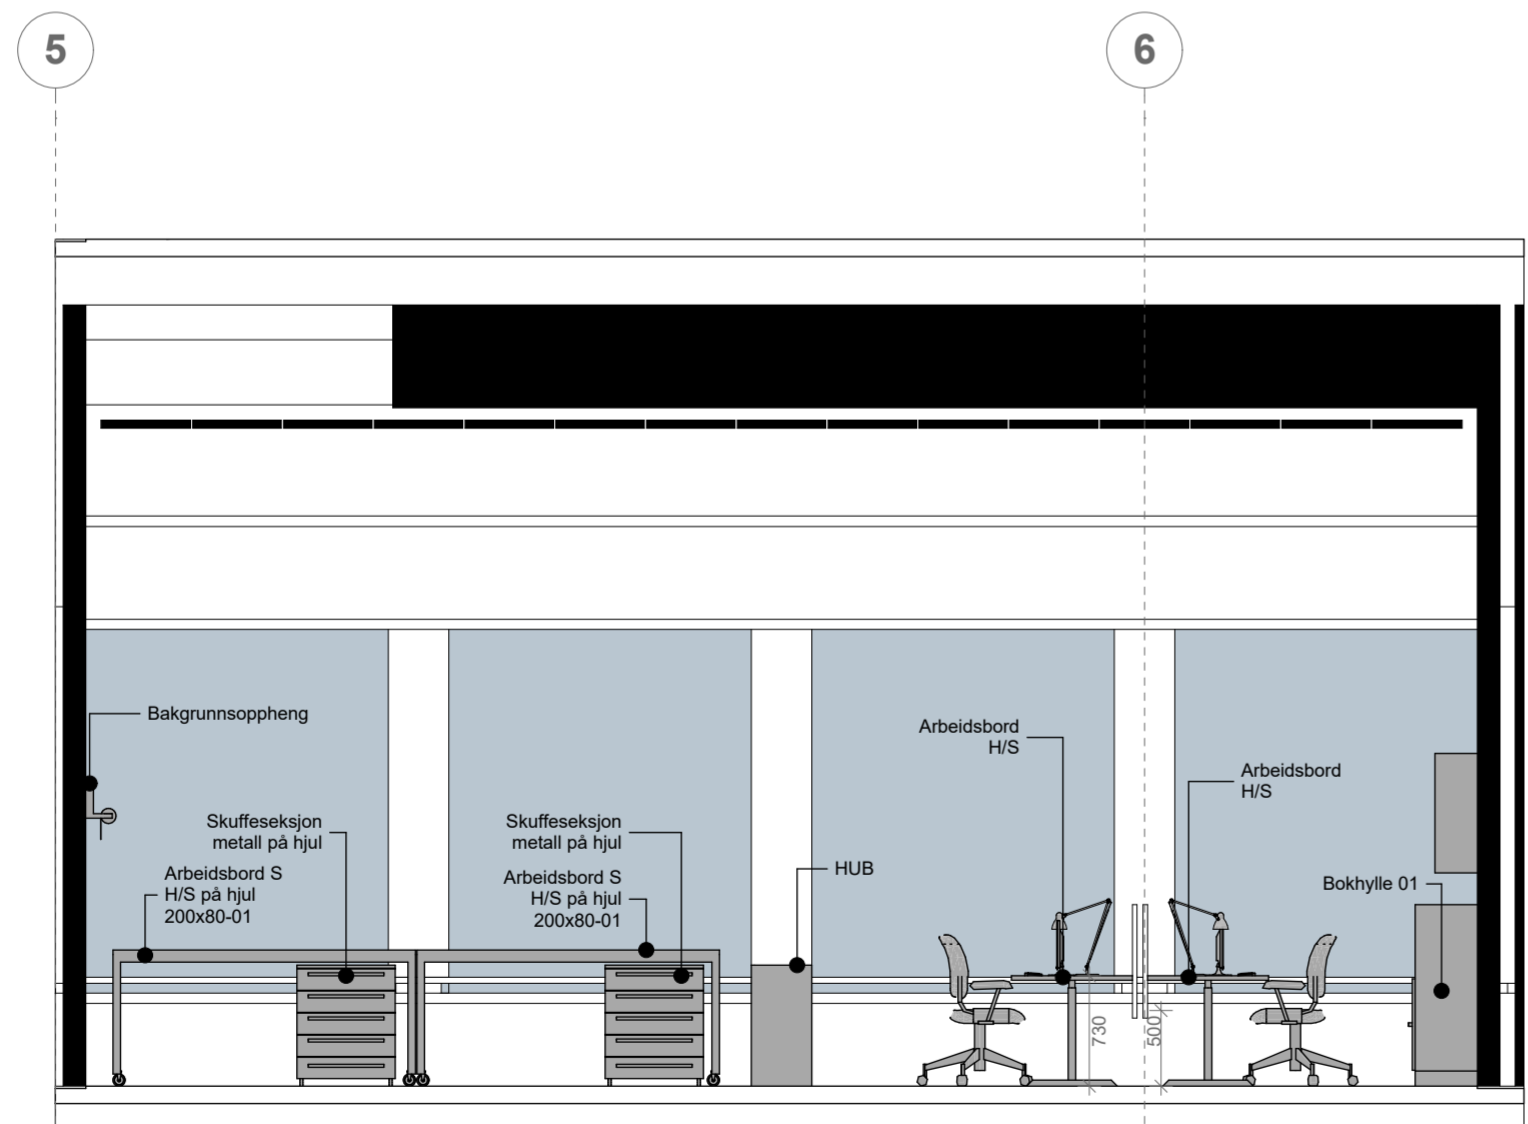 5
6
Bakgrunnsoppheng
Arbeidsbord
H/S
Arbeidsbord
H/S
Skuffeseksjon
metall på hjul
Skuffeseksjon
metall på hjul
HUB
Arbeidsbord S
H/S på hjul
200x80-01
Arbeidsbord S
H/S på hjul
200x80-01
Bokhylle 01
730
500